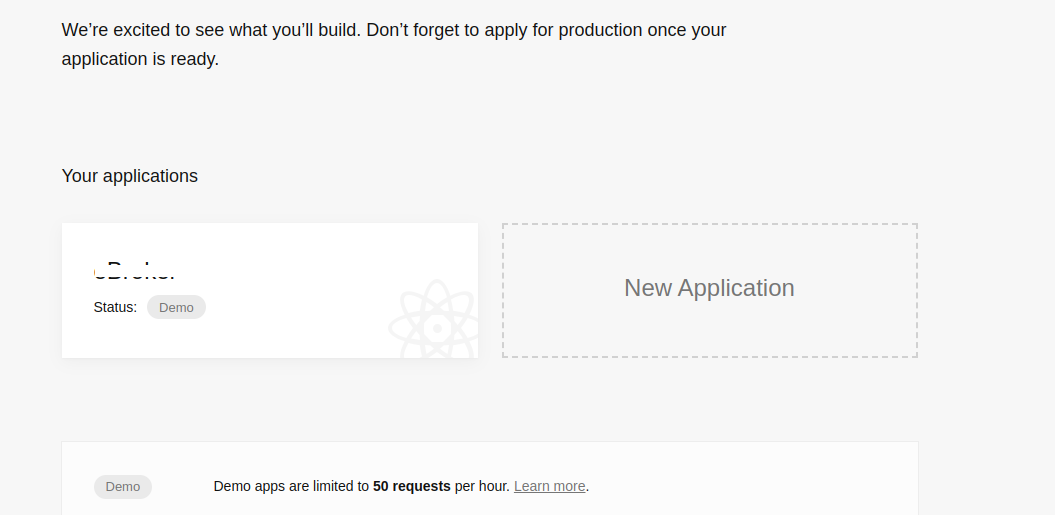 We’re excited to see what you’ll build. Don’t forget to apply for production once your
application is ready.
Your applications
New Application
Status: Demo
Demo Demo apps are limited to 50 requests per hour. Learn more.